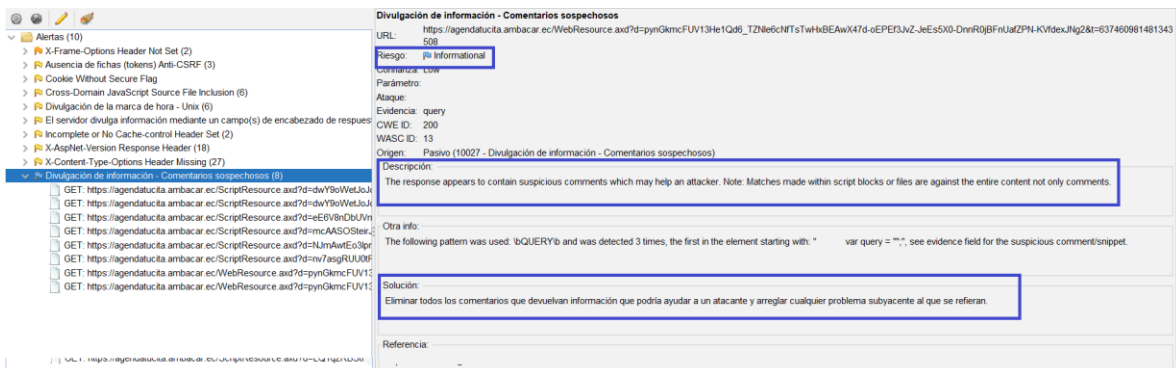 Alertas (10)
X-Frame-Options Header Not Set (2)
Ausencia de fichas (tokens) Anti-CSRF (3)
Cookie Without Secure Flag
Cross-Domain JavaScript Source File Inclusion (6)
Divulgación de la marca de hora - Unix (6)
El servidor divulga información mediante un campo(s) de encabezado de respues
Incomplete or No Cache-control Header Set (2)
X-AspNet-Version Response Header (18)
X-Content-Type-Options Header Missing (27)
Divulgación de información - Comentarios sospechosos (8)
GET: https://agendatucita.ambacar.ec/ScriptResource.axd?d=dwY9oWetJoJc
GET: https://agendatucita.ambacar.ec/ScriptResource.axd?d=dwY9oWetJoJc
GET: https://agendatucita.ambacar.ec/ScriptResource.axd?d=eE6V8nDbUVn
GET: https://agendatucita.ambacar.ec/ScriptResource.axd?d=mcAASOSteirJ
GET: https://agendatucita.ambacar.ec/ScriptResource.axd?d=NJmAwtEo3lpr
GET: https://agendatucita.ambacar.ec/ScriptResource.axd?d=nv7asgRUU0tF
GET: https://agendatucita.ambacar.ec/WebResource.axd?d=pynGkmcFUV13
GET: https://agendatucita.ambacar.ec/WebResource.axd?d=pynGkmcFUV13
Divulgación de información - Comentarios sospechosos
URL: https://agendatucita.ambacar.ec/WebResource.axd?d=pynGkmcFUV13He1Qd6_TZNle6cNfTsTwHxBEAwX47d-oEPEf3JvZ-JeEs5X0-DnnR0jBFnUafZPN-KVfdexJNg2&t=637460981481343
508
Riesgo: Informational
Confianza: Low
Parámetro:
Ataque:
Evidencia: query
CWE ID: 200
WASC ID: 13
Origen: Pasivo (10027 - Divulgación de información - Comentarios sospechosos)
Descripción:
The response appears to contain suspicious comments which may help an attacker. Note: Matches made within script blocks or files are against the entire content not only comments.
Otra info:
The following pattern was used: \bQUERY\b and was detected 3 times, the first in the element starting with: " var query = "";", see evidence field for the suspicious comment/snippet.
Solución:
Eliminar todos los comentarios que devuelvan información que podría ayudar a un atacante y arreglar cualquier problema subyacente al que se refieran.
Referencia: